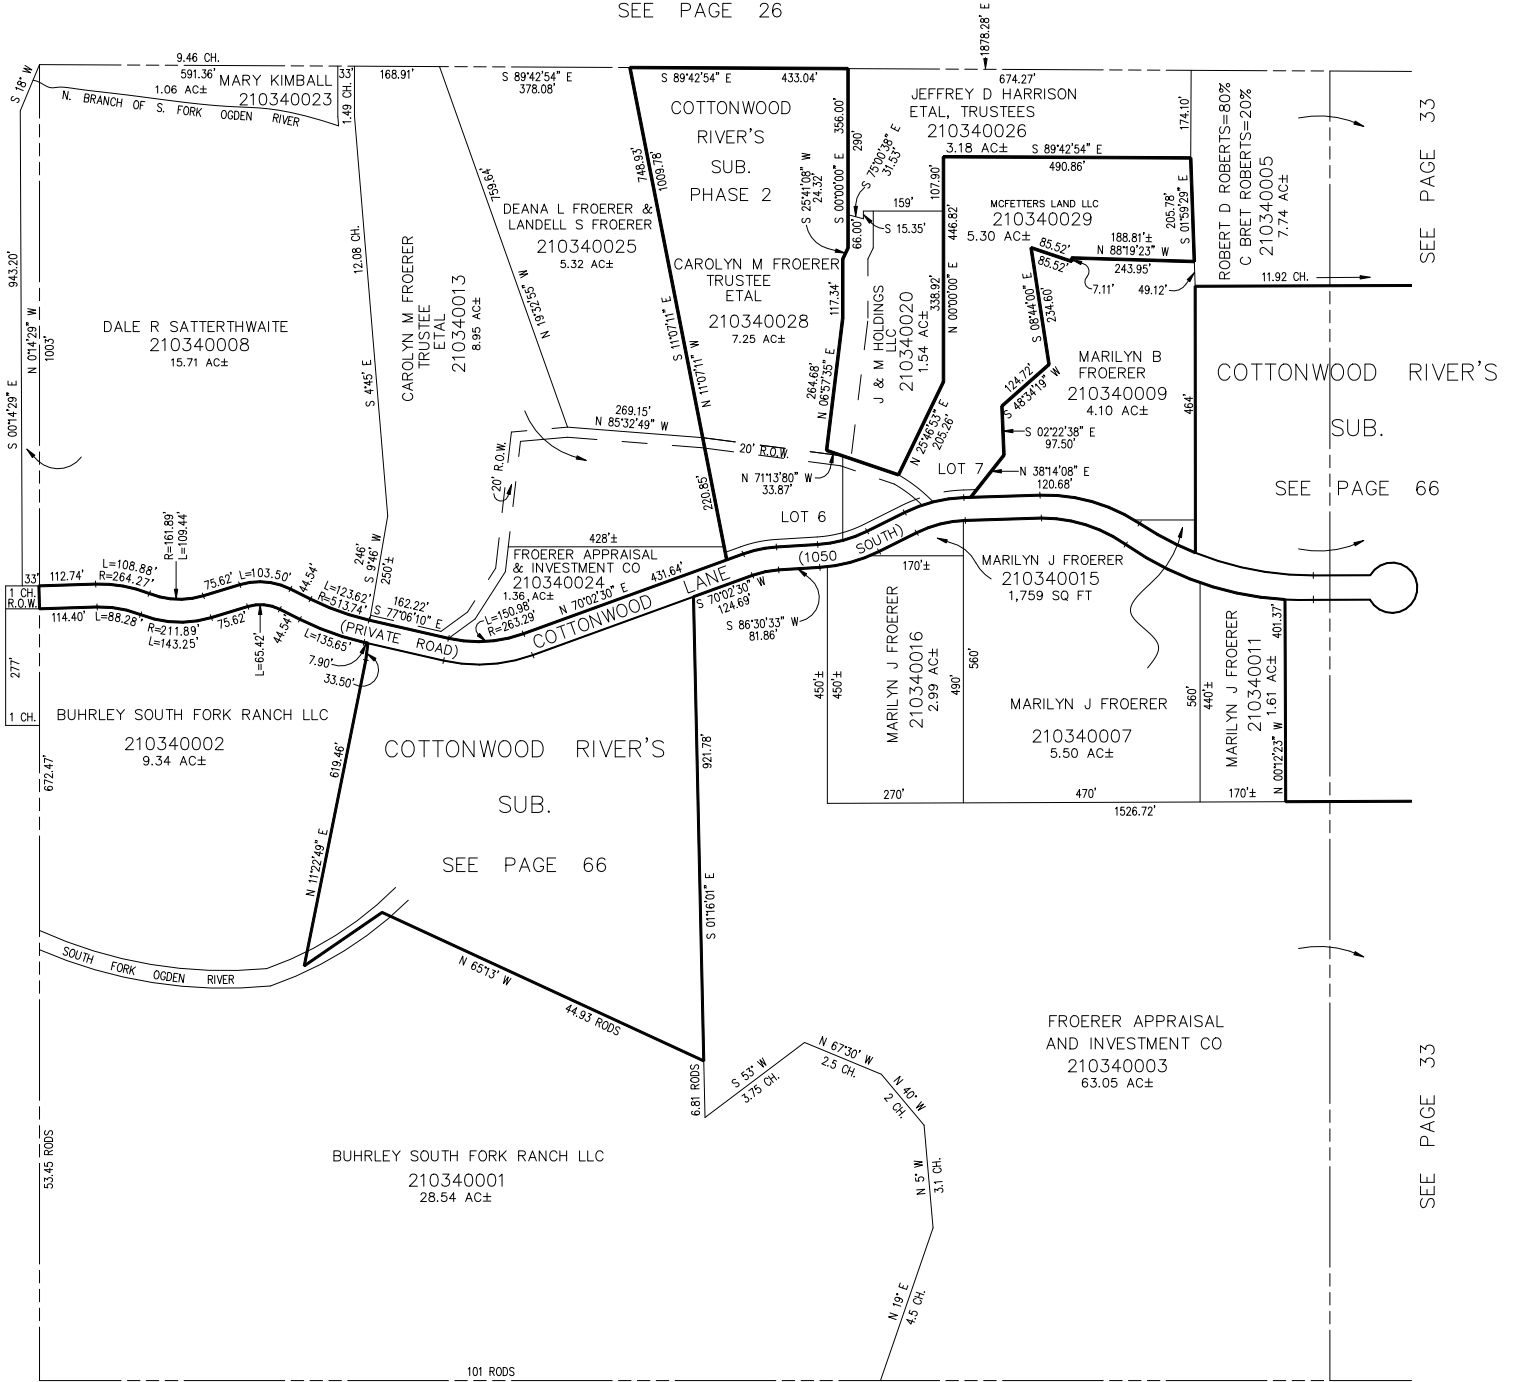 SEE PAGE 26
1878.28' E
9.46 CH.
591.36'
33'
168.91'
S 89°42'54" E
378.08'
S 89°42'54" E
433.04'
674.27'
S 18° W
1.06 AC±
MARY KIMBALL
210340023
N. BRANCH OF S. FORK OGDEN RIVER
1.49 CH.
COTTONWOOD
RIVER'S
SUB.
PHASE 2
356.00'
290'
S 00°00'00" E
S 75°00'38" E
31.53'
S 25°41'08" W
24.32'
JEFFREY D HARRISON
ETAL, TRUSTEES
210340026
3.18 AC±
S 89°42'54" E
490.86'
174.10'
ROBERT D ROBERTS=80%
C BRET ROBERTS=20%
210340005
7.74 AC±
SEE PAGE 33
159'
S 15.35'
66.00'
107.90'
446.82'
MCFETTERS LAND LLC
210340029
5.30 AC±
205.78'
S 01°59'29" E
188.81'±
N 88°19'23" W
243.95'
85.52'
85.52'
7.11'
49.12'
11.92 CH.
943.20'
N 0°14'29" W
1003'
S 00°14'29" E
12.08 CH.
S 4°45' E
759.64'
N 19°32'55" W
748.93'
1009.78'
S 11°07'11" E
N 11°07'11" W
DEANA L FROERER &
LANDELL S FROERER
210340025
5.32 AC±
CAROLYN M FROERER
TRUSTEE
ETAL
210340013
8.95 AC±
DALE R SATTERTHWAITE
210340008
15.71 AC±
CAROLYN M FROERER
TRUSTEE
ETAL
210340028
7.25 AC±
117.34'
264.68'
N 06°57'35" E
J & M HOLDINGS
LLC
210340020
1.54 AC±
338.92'
N 00°00'00" E
S 08°44'00" E
234.60'
124.72'
S 48°34'19" W
MARILYN B
FROERER
210340009
4.10 AC±
464'
COTTONWOOD RIVER'S
SUB.
SEE PAGE 66
269.15'
N 85°32'49" W
20' R.O.W.
20' R.O.W.
N 25°46'53" E
205.26'
S 02°22'38" E
97.50'
N 38°14'08" E
120.68'
LOT 7
N 71°13'80" W
33.87'
LOT 6
220.85'
R=161.89'
L=109.44'
246'
S 9°46' W
250'±
428'±
FROERER APPRAISAL
& INVESTMENT CO
210340024
1.36 AC±
(1050 SOUTH)
MARILYN J FROERER
210340015
1,759 SQ FT
170'±
33'
1 CH.
R.O.W.
112.74'
L=108.88'
R=264.27'
75.62'
L=103.50'
44.54'
L=123.62'
R=513.74'
162.22'
S 77°06'10" E
L=150.98'
R=263.29'
N 70°02'30" E
431.64'
COTTONWOOD LANE
(PRIVATE ROAD)
S 70°02'30" W
124.69'
S 86°30'33" W
81.86'
114.40'
L=88.28'
R=211.89'
L=143.25'
75.62'
L=65.42'
44.54'
L=135.65'
7.90'
33.50'
277'
1 CH.
BUHRLEY SOUTH FORK RANCH LLC
210340002
9.34 AC±
672.47'
619.46'
N 11°22'49" E
COTTONWOOD RIVER'S
SUB.
SEE PAGE 66
921.78'
S 01°16'01" E
450'±
450'±
MARILYN J FROERER
210340016
2.99 AC±
560'
490'
MARILYN J FROERER
210340007
5.50 AC±
560'
440'±
MARILYN J FROERER
210340011
1.61 AC±
401.37'
N 00°12'23" W
270'
470'
170'±
1526.72'
SOUTH FORK OGDEN RIVER
N 65°13' W
44.93 RODS
6.81 RODS
S 53° W
3.75 CH.
N 67°30' W
2.5 CH.
N 40° W
2 CH.
N 5° W
3.1 CH.
N 19° E
4.5 CH.
FROERER APPRAISAL
AND INVESTMENT CO
210340003
63.05 AC±
SEE PAGE 33
53.45 RODS
BUHRLEY SOUTH FORK RANCH LLC
210340001
28.54 AC±
101 RODS